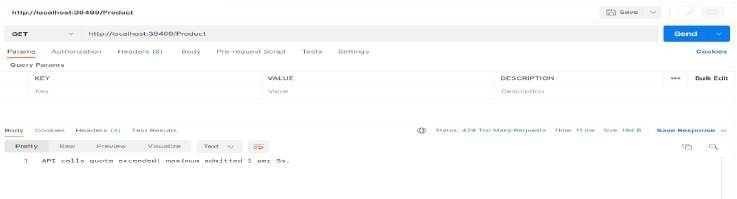 http://localhost:39469/Product
Save
GET http://localhost:39469/Product Send
Params Authorization Headers (6) Body Pre-request Script Tests Settings Cookies
Query Params
KEY VALUE DESCRIPTION Bulk Edit
Key Value Description
Body Cookies Headers (4) Test Results Status: 429 Too Many Requests Time: 11 ms Size: 194 B Save Response
Pretty Raw Preview Visualize Text
1 API calls quota exceeded! maximum admitted 1 per 5s.